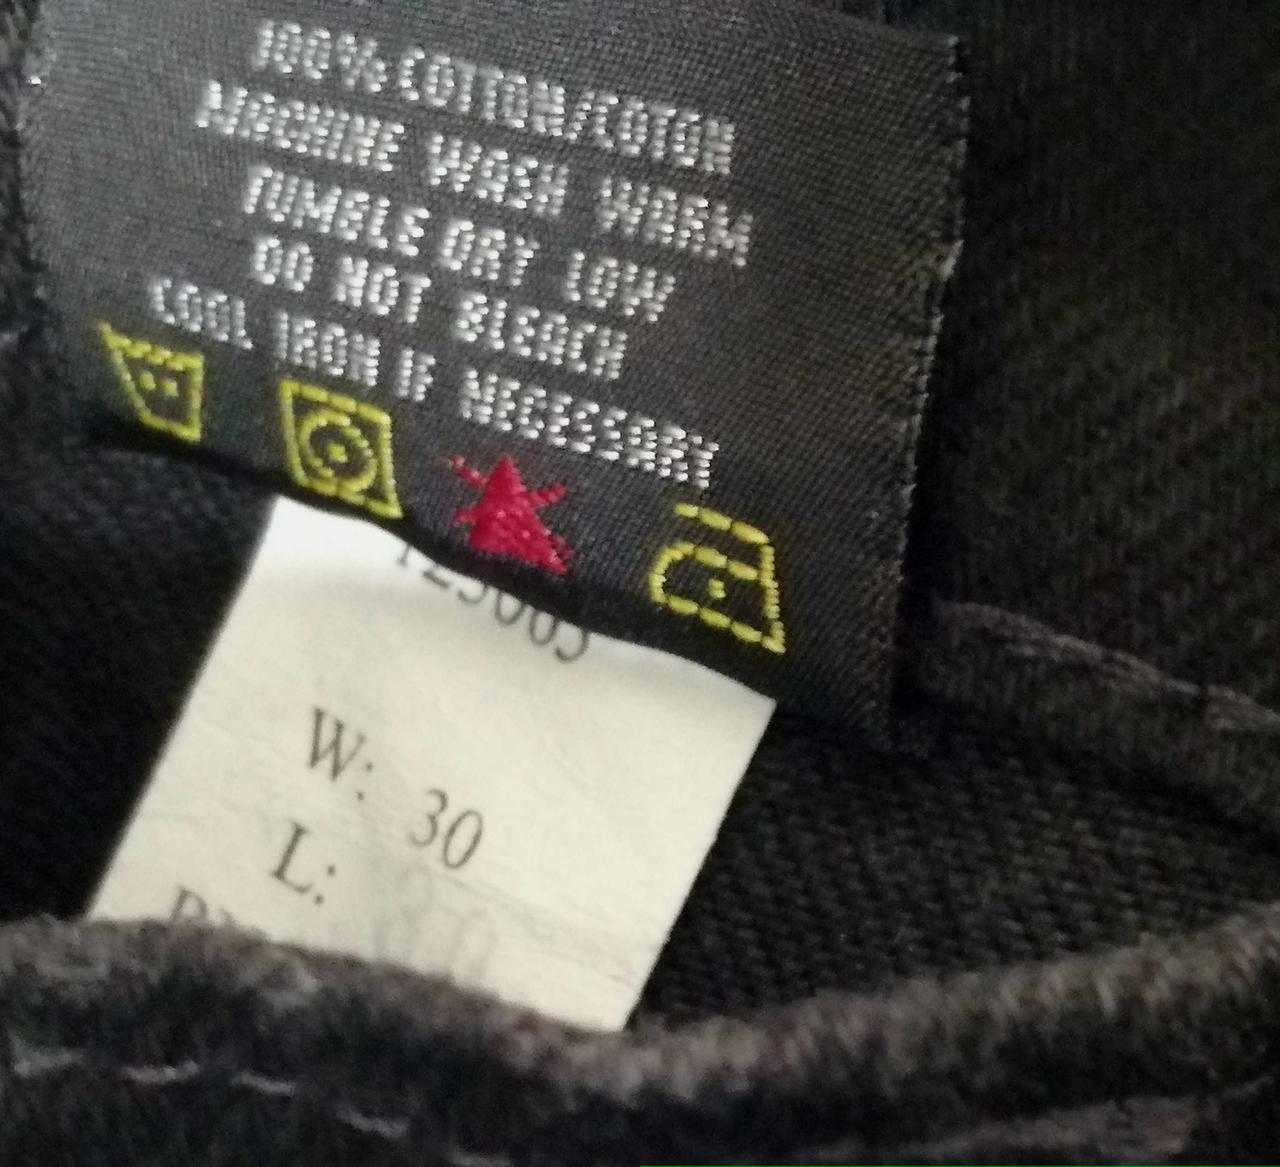 100% COTTON/COTON
MACHINE WASH WARM
TUMBLE DRY LOW
DO NOT BLEACH
COOL IRON IF NECESSARY
W: 30
L: